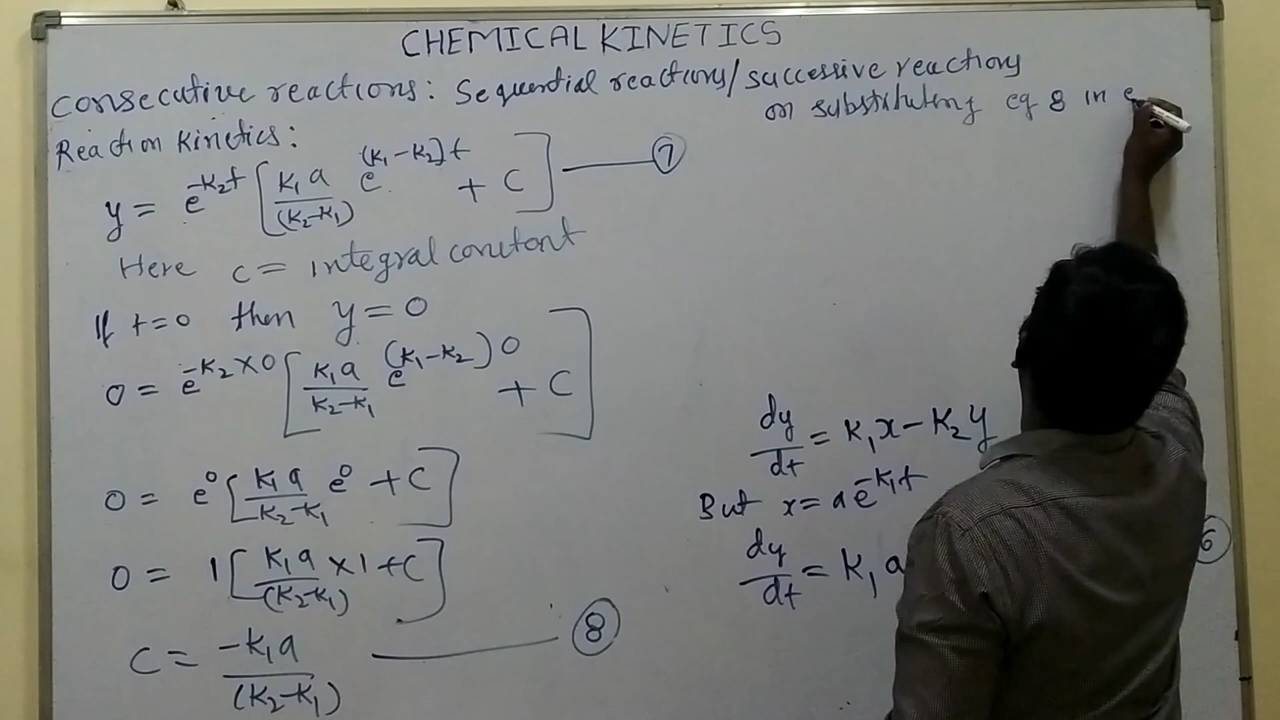 CHEMICAL KINETICS
Consecutive reactions: Sequential reactions/successive reactions
on substituting eq 8 in e
Reaction Kinetics:
y = e^{-K₂t} [ K₁a/(K₂-K₁) e^{(K₁-K₂)t} + C ] —— ⑦
Here c = integral constant
If t=0 then y=0
0 = e^{-K₂×0} [ K₁a/K₂-K₁ e^{(K₁-K₂)0} + C ]
0 = e⁰ [ K₁a/K₂-K₁ e⁰ + C ]
0 = 1 [ K₁a/(K₂-K₁) ×1 + C ]
C = -K₁a/(K₂-K₁) —— ⑧
dy/dt = K₁x - K₂y
But x = a e^{-K₁t}
dy/dt = K₁a
⑥